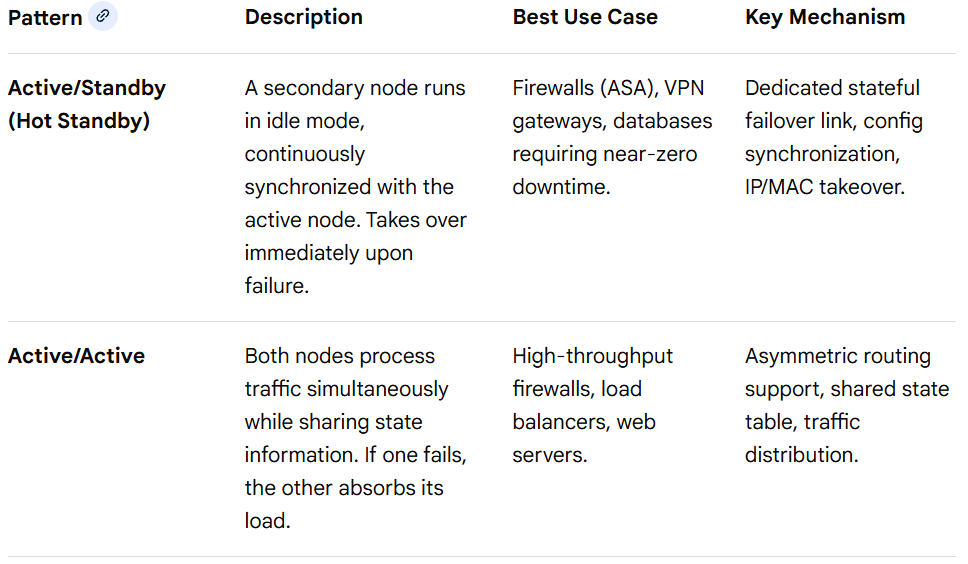 Pattern Description Best Use Case Key Mechanism
Active/Standby
(Hot Standby)
A secondary node runs
in idle mode,
continuously
synchronized with the
active node. Takes over
immediately upon
failure.
Firewalls (ASA), VPN
gateways, databases
requiring near-zero
downtime.
Dedicated stateful
failover link, config
synchronization,
IP/MAC takeover.
Active/Active
Both nodes process
traffic simultaneously
while sharing state
information. If one fails,
the other absorbs its
load.
High-throughput
firewalls, load
balancers, web
servers.
Asymmetric routing
support, shared state
table, traffic
distribution.